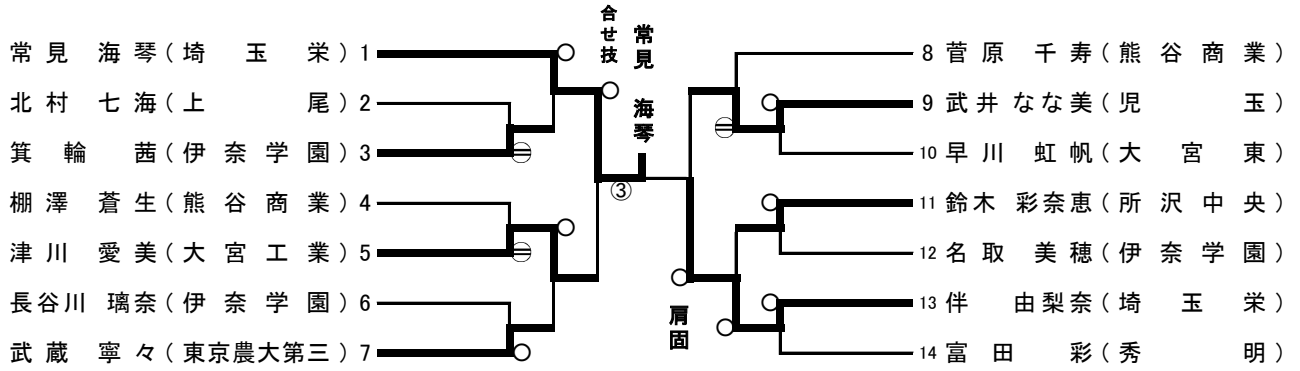 常見 海琴(埼玉栄) 1
北村 七海(上尾) 2
箕輪 茜(伊奈学園) 3
棚澤 蒼生(熊谷商業) 4
津川 愛美(大宮工業) 5
長谷川 璃奈(伊奈学園) 6
武蔵 寧々(東京農大第三) 7
合せ技
常見 海琴
③
肩固
8 菅原 千寿(熊谷商業)
9 武井 なな美(児玉)
10 早川 虹帆(大宮東)
11 鈴木 彩奈恵(所沢中央)
12 名取 美穂(伊奈学園)
13 伴 由梨奈(埼玉栄)
14 富田 彩(秀明)